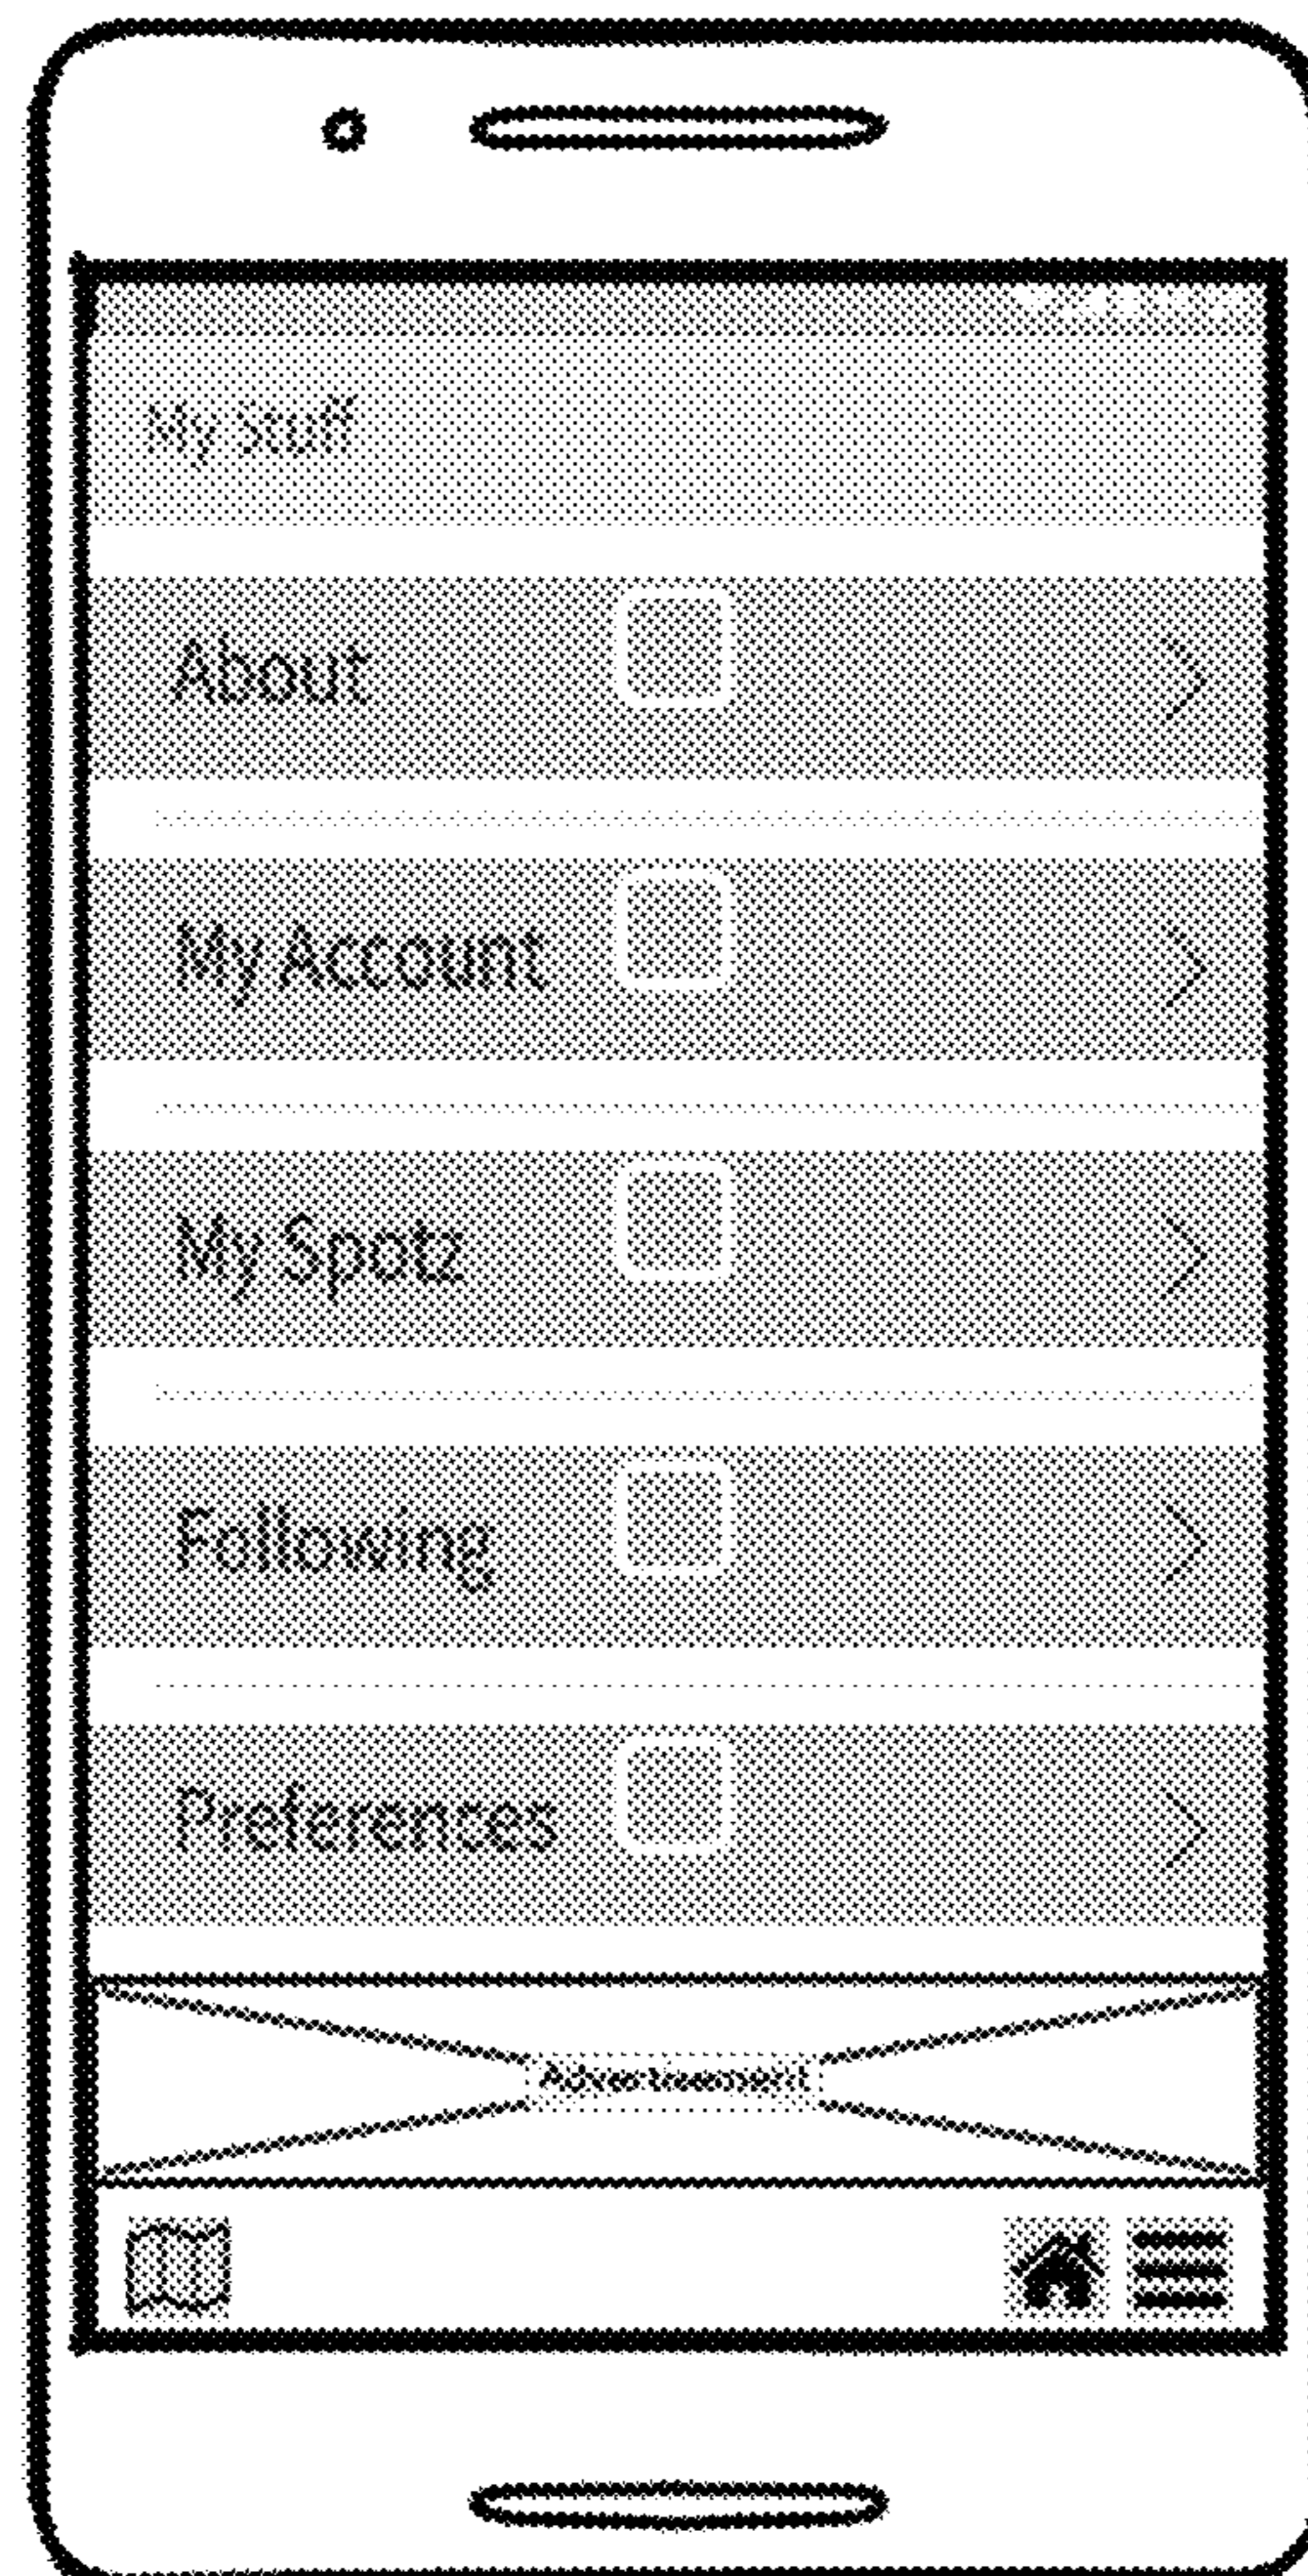 My Stuff
About
My Account
My Spotz
Following
Preferences
Advertisement